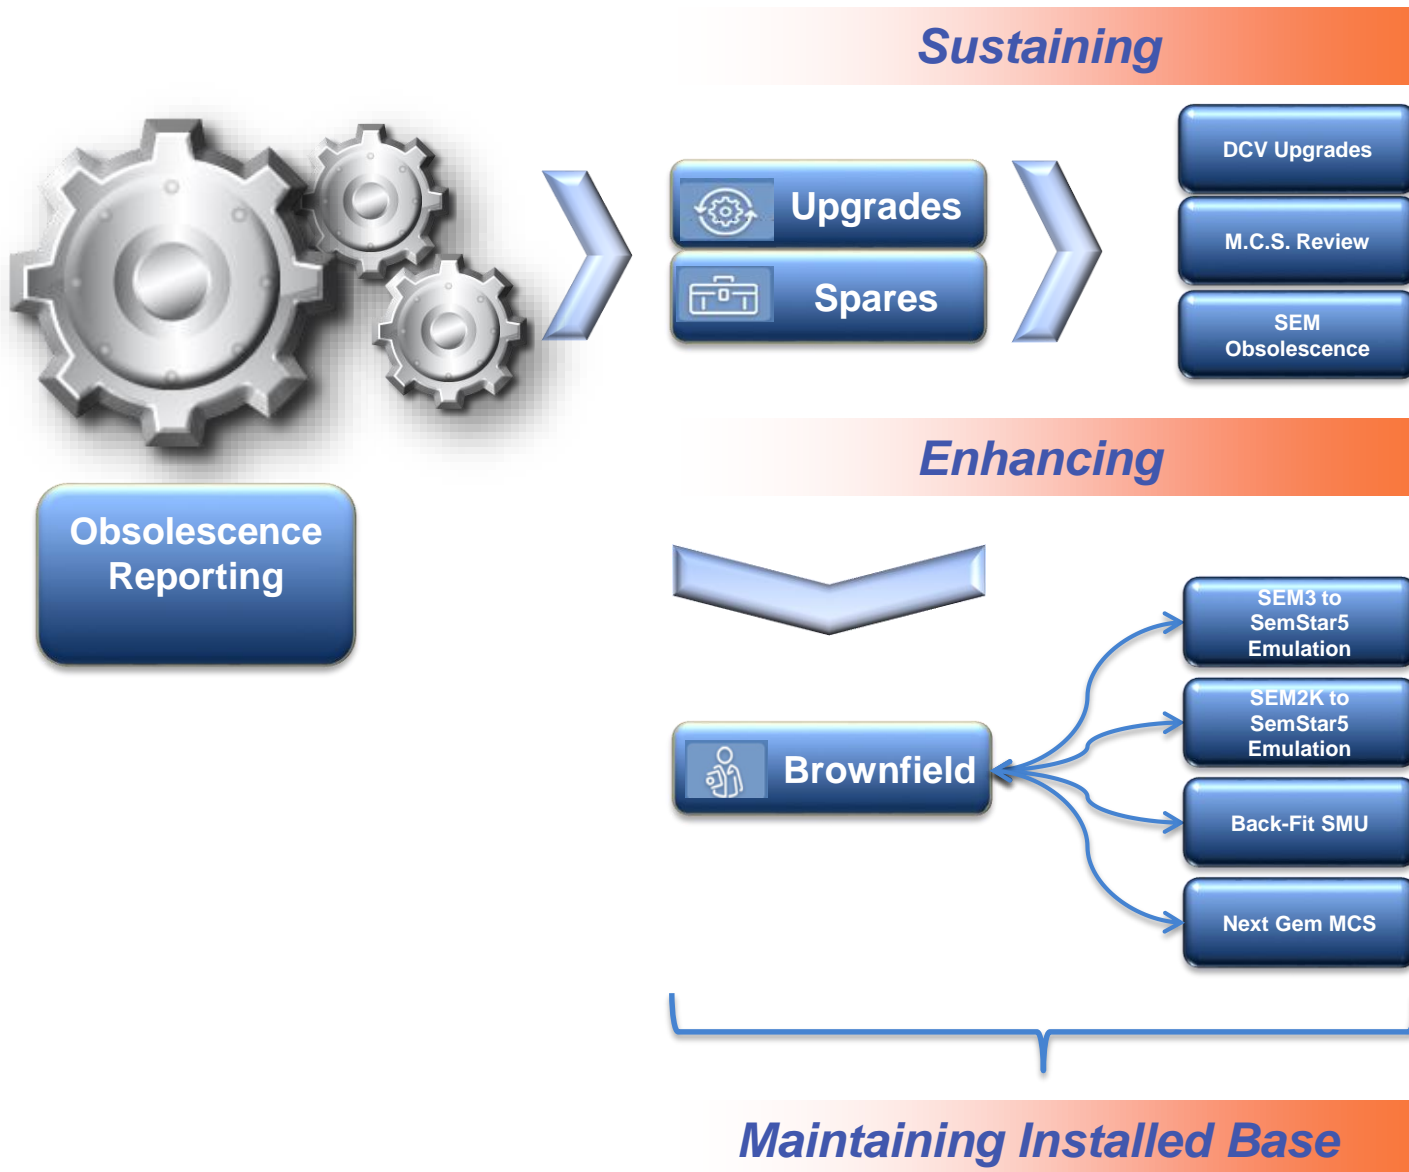 Sustaining
Upgrades
Spares
DCV Upgrades
M.C.S. Review
SEM
Obsolescence
Obsolescence
Reporting
Enhancing
Brownfield
SEM3 to
SemStar5
Emulation
SEM2K to
SemStar5
Emulation
Back-Fit SMU
Next Gem MCS
Maintaining Installed Base